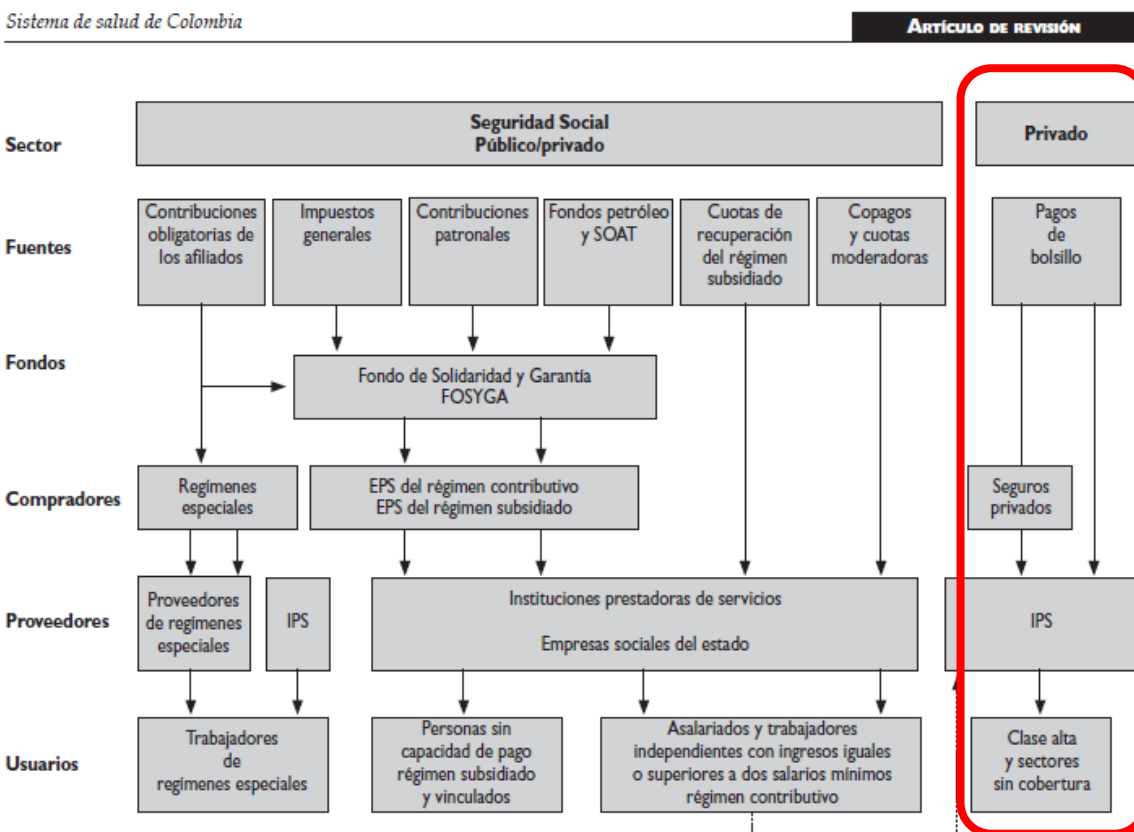 Sistema de salud de Colombia
ARTÍCULO DE REVISIÓN
Sector
Seguridad Social
Público/privado
Privado
Fuentes
Contribuciones
obligatorias de
los afiliados
Impuestos
generales
Contribuciones
patronales
Fondos petróleo
y SOAT
Cuotas de
recuperación
del régimen
subsidiado
Copagos
y cuotas
moderadoras
Pagos
de
bolsillo
Fondos
Fondo de Solidaridad y Garantía
FOSYGA
Compradores
Regímenes
especiales
EPS del régimen contributivo
EPS del régimen subsidiado
Seguros
privados
Proveedores
Proveedores
de regimenes
especiales
IPS
Instituciones prestadoras de servicios
Empresas sociales del estado
IPS
Usuarios
Trabajadores
de
regímenes especiales
Personas sin
capacidad de pago
régimen subsidiado
y vinculados
Asalariados y trabajadores
independientes con ingresos iguales
o superiores a dos salarios mínimos
régimen contributivo
Clase alta
y sectores
sin cobertura